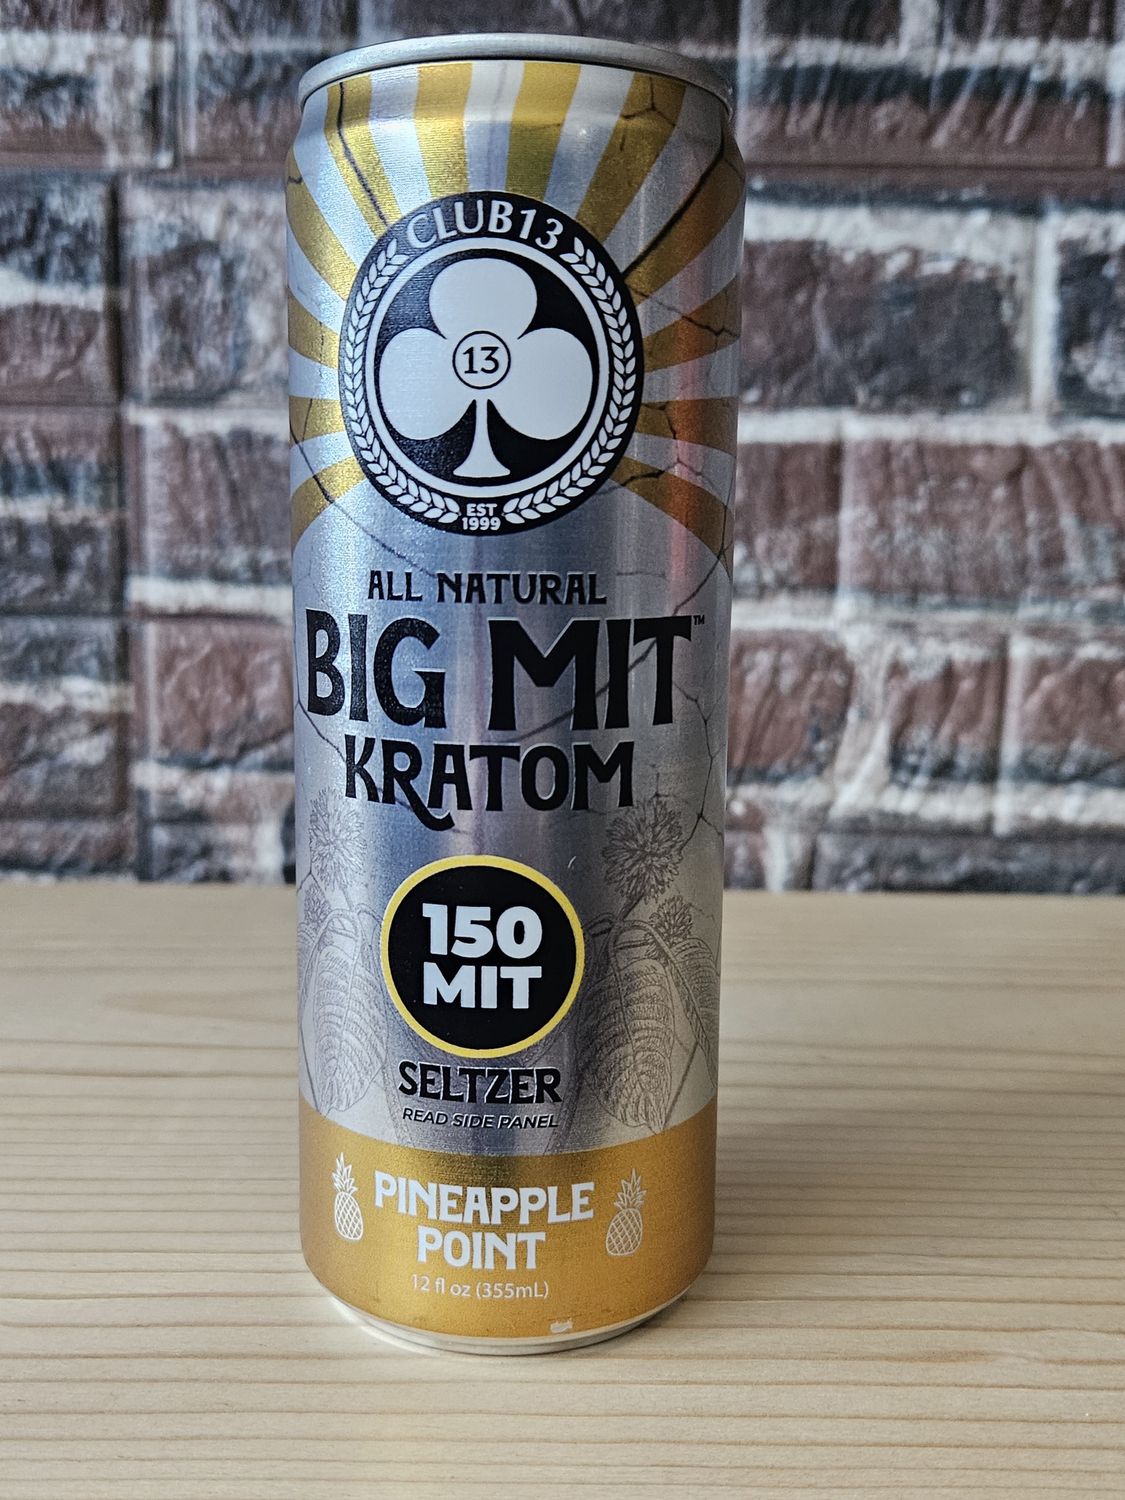 CLUB13
13
EST
1999
ALL NATURAL
BIG MIT™
KRATOM
150
MIT
SELTZER
READ SIDE PANEL
PINEAPPLE
POINT
12 fl oz (355mL)